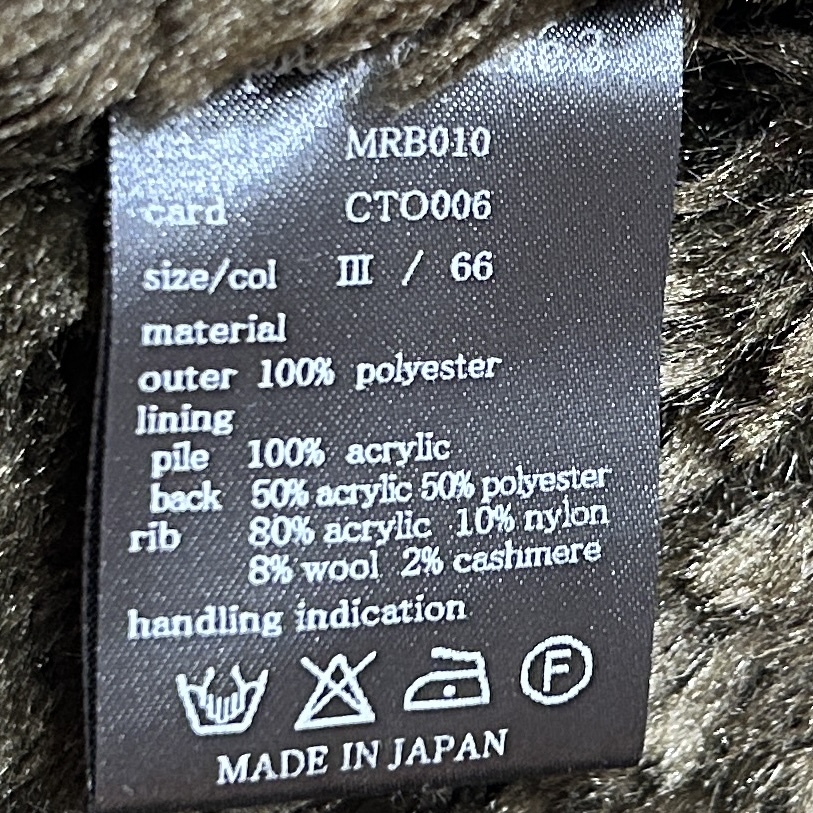 MRB010
card CTO006
size/col III / 66
material
outer 100% polyester
lining
pile 100% acrylic
back 50% acrylic 50% polyester
rib 80% acrylic 10% nylon
8% wool 2% cashmere
handling indication
F
MADE IN JAPAN